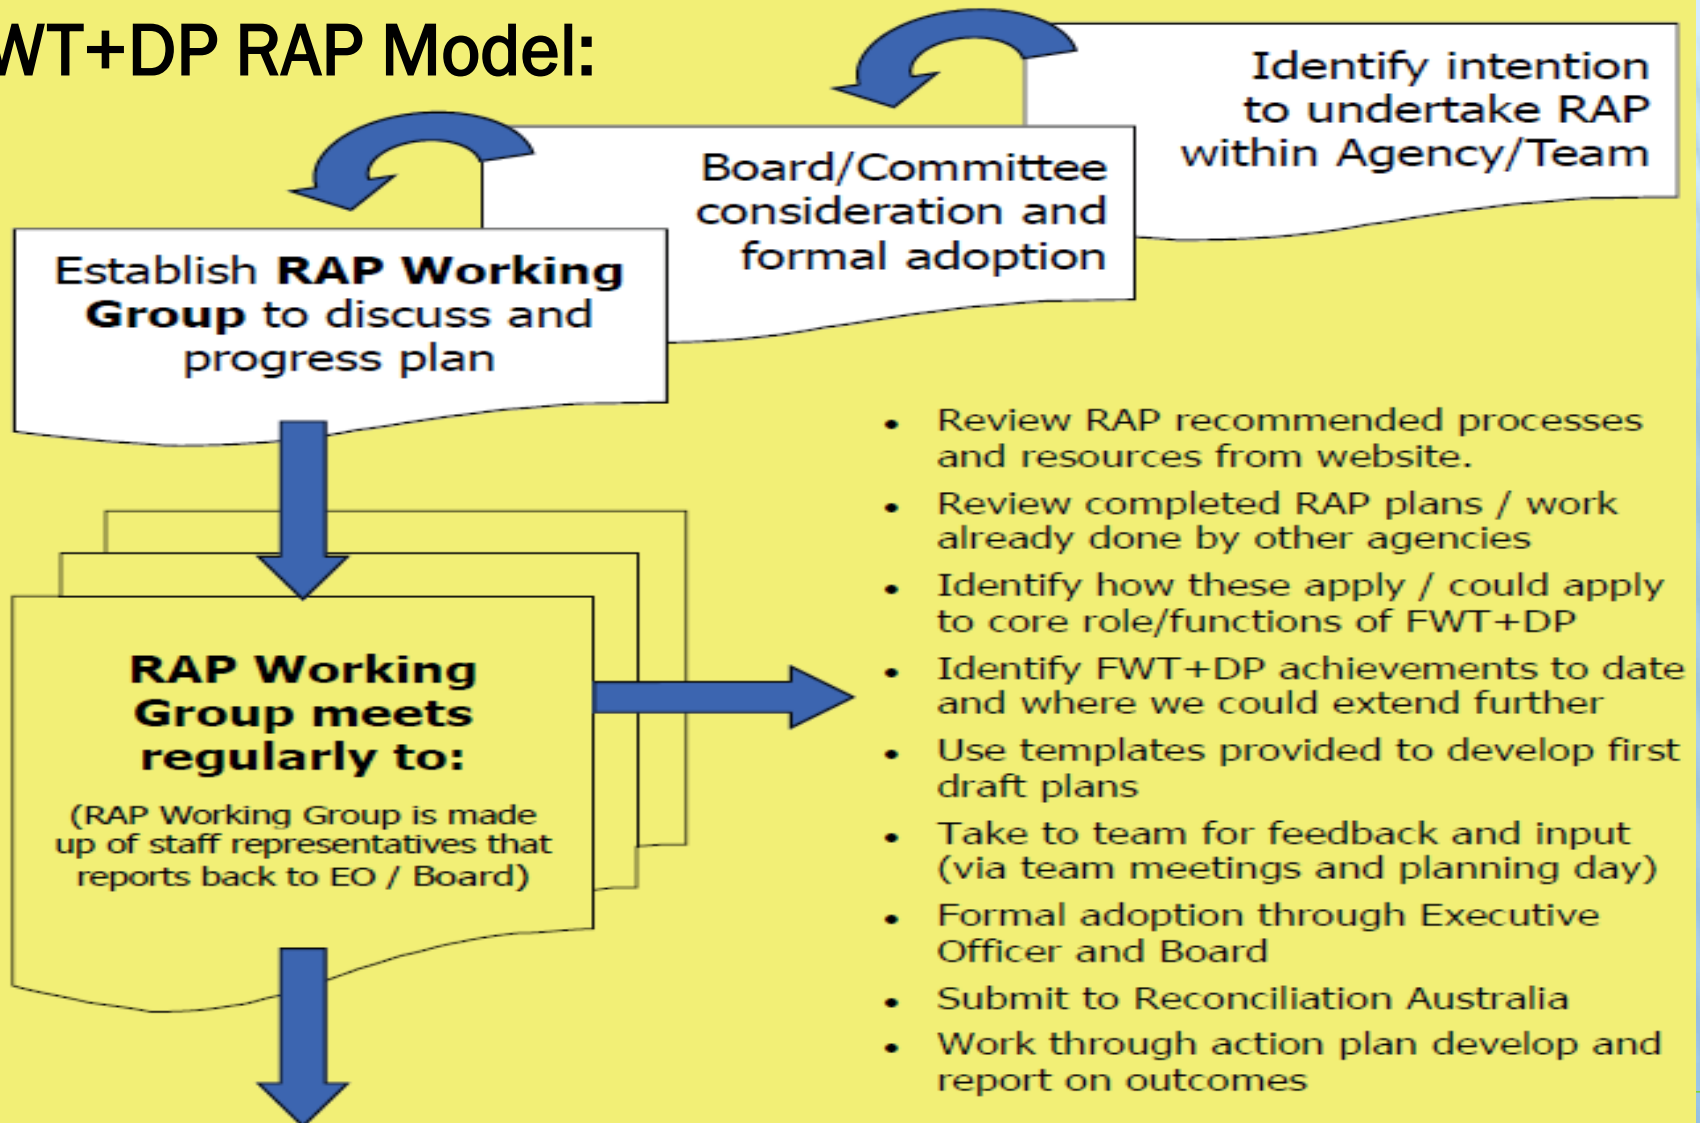 WT+DP RAP Model:
Identify intention
to undertake RAP
within Agency/Team
Board/Committee
consideration and
formal adoption
Establish RAP Working
Group to discuss and
progress plan
RAP Working
Group meets
regularly to:
(RAP Working Group is made
up of staff representatives that
reports back to EO / Board)
• Review RAP recommended processes
and resources from website.
• Review completed RAP plans / work
already done by other agencies
• Identify how these apply / could apply
to core role/functions of FWT+DP
• Identify FWT+DP achievements to date
and where we could extend further
• Use templates provided to develop first
draft plans
• Take to team for feedback and input
(via team meetings and planning day)
• Formal adoption through Executive
Officer and Board
• Submit to Reconciliation Australia
• Work through action plan develop and
report on outcomes